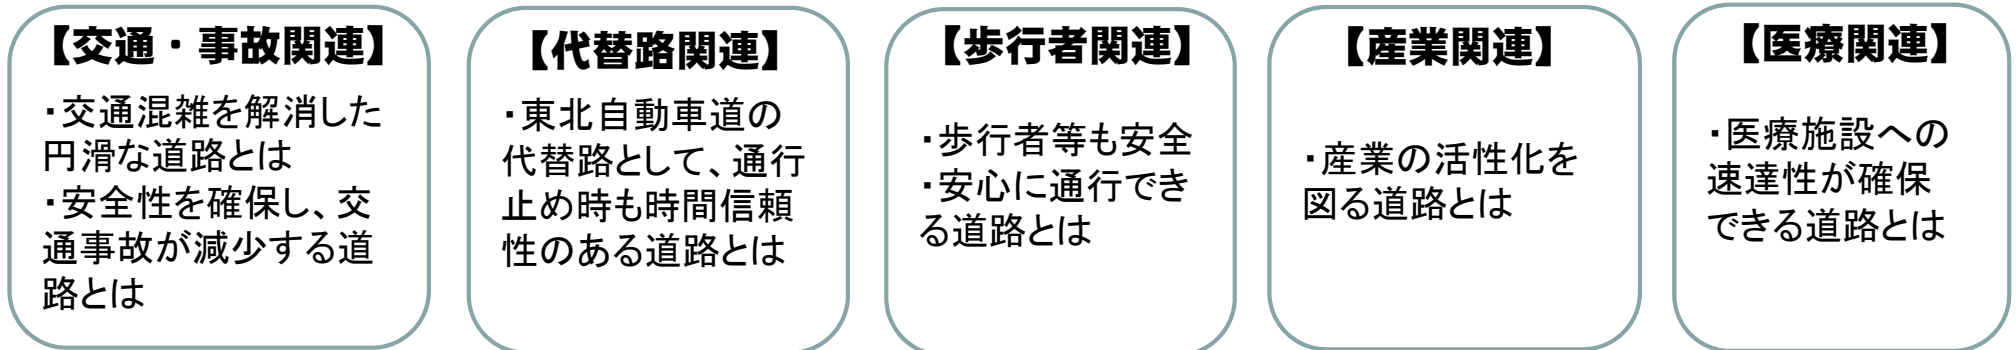 【交通・事故関連】
・交通混雑を解消した
円滑な道路とは
・安全性を確保し、交
通事故が減少する道
路とは
【代替路関連】
・東北自動車道の
代替路として、通行
止め時も時間信頼
性のある道路とは
【歩行者関連】
・歩行者等も安全
・安心に通行でき
る道路とは
【産業関連】
・産業の活性化を
図る道路とは
【医療関連】
・医療施設への
速達性が確保
できる道路とは